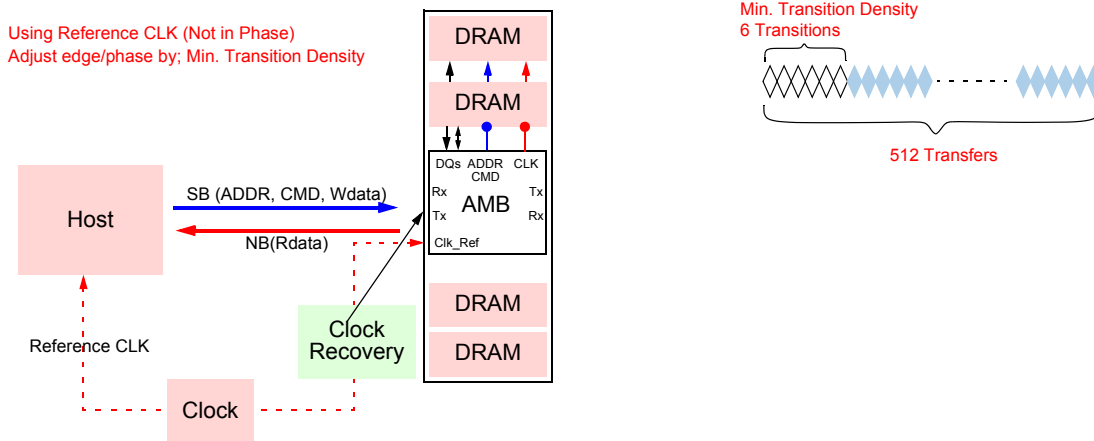 Using Reference CLK (Not in Phase)
Adjust edge/phase by; Min. Transition Density
Min. Transition Density
6 Transitions
512 Transfers
DRAM
DRAM
DQs ADDR CLK
CMD
Rx Tx
AMB
Tx Rx
Clk_Ref
Host
SB (ADDR, CMD, Wdata)
NB(Rdata)
DRAM
DRAM
Clock
Recovery
Reference CLK
Clock